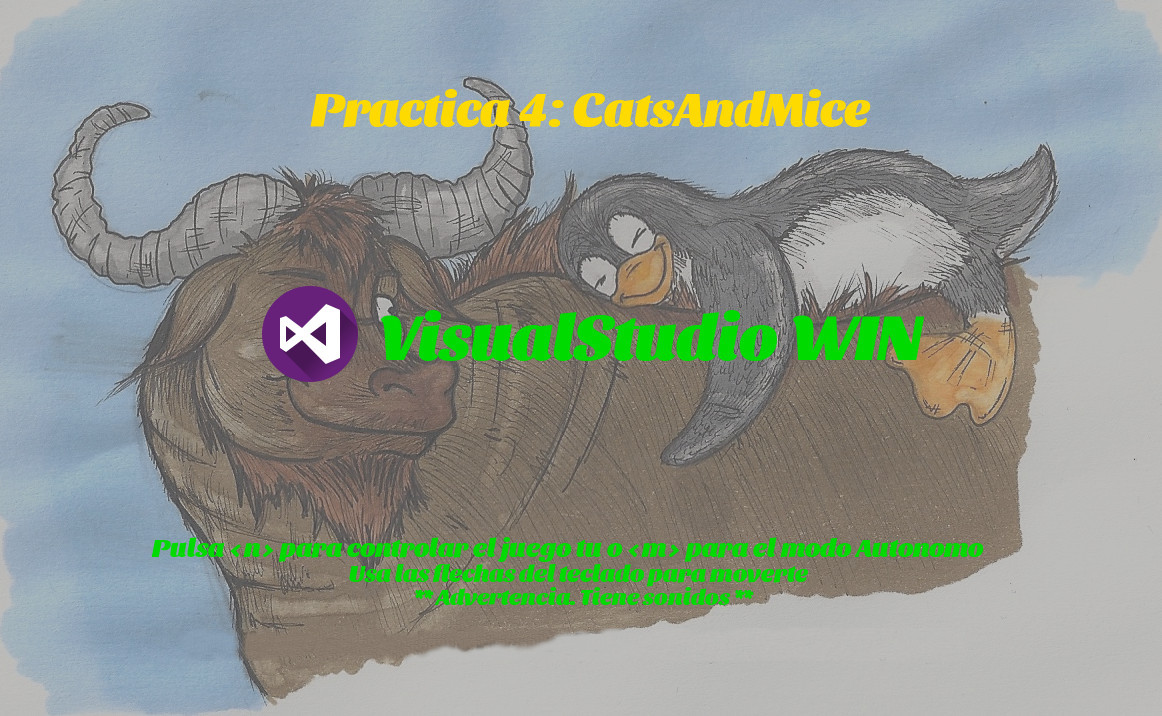 Practica 4: CatsAndMice
VisualStudio WIN
Pulsa <n> para controlar el juego tu o <m> para el modo Autonomo
Usa las flechas del teclado para moverte
** Advertencia. Tiene sonidos **